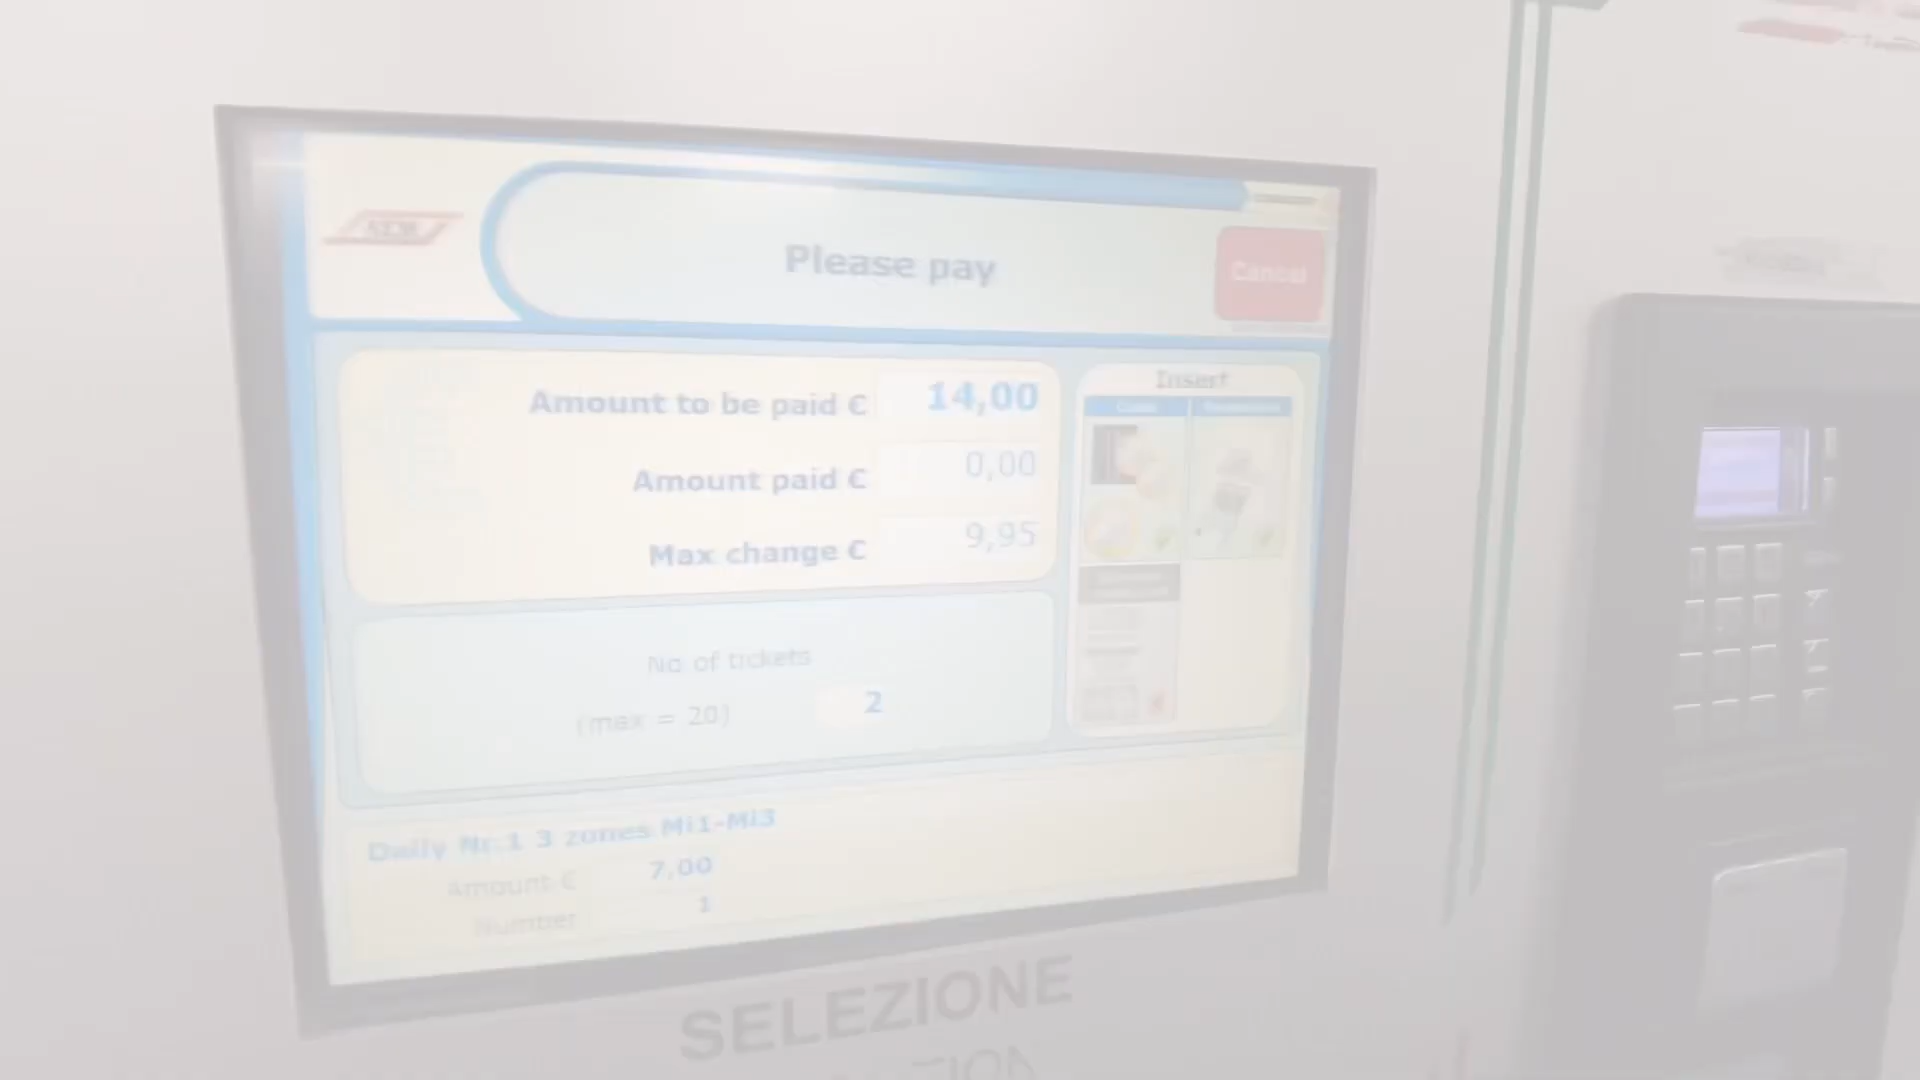 Please pay
Cancel
Amount to be paid € 14,00
Amount paid € 0,00
Max change € 9,95
Insert
No of tickets
(max = 20) 2
Daily Nr.1 3 zones Mi1-Mi3
Amount € 7,00
Number 1
SELEZIONE